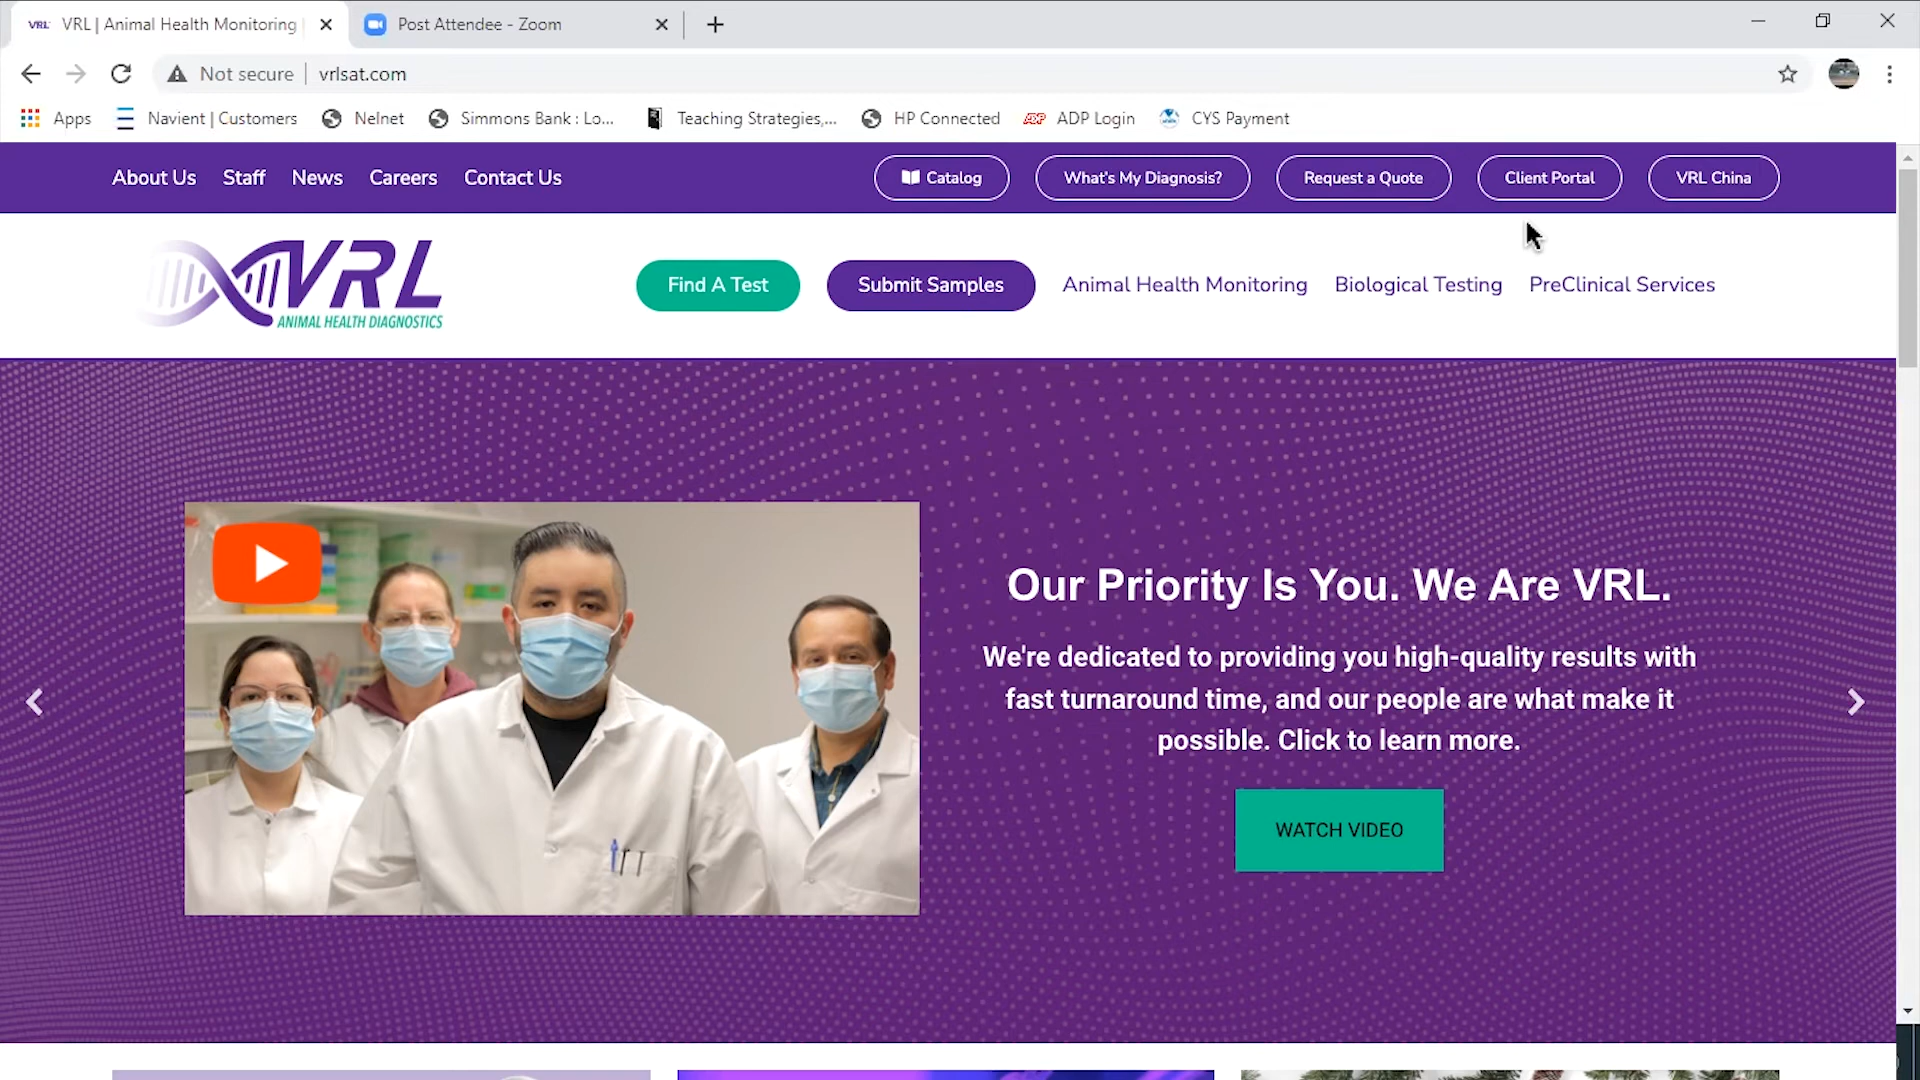 VRL VRL | Animal Health Monitoring
Post Attendee - Zoom
Not secure vrlsat.com
Apps Navient | Customers Nelnet Simmons Bank : Lo... Teaching Strategies,... HP Connected ADP ADP Login CYS Payment
About Us Staff News Careers Contact Us Catalog What's My Diagnosis? Request a Quote Client Portal VRL China
VRL
ANIMAL HEALTH DIAGNOSTICS
Find A Test Submit Samples Animal Health Monitoring Biological Testing PreClinical Services
Our Priority Is You. We Are VRL.
We're dedicated to providing you high-quality results with
fast turnaround time, and our people are what make it
possible. Click to learn more.
WATCH VIDEO